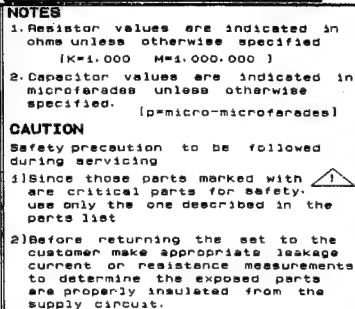 NOTES
1. Resistor values are indicated in
ohms unless otherwise specified
[K=1,000 M=1,000,000 ]
2. Capacitor values are indicated in
microfarades unless otherwise
specified.
[p=micro-microfarades]
CAUTION
Safety precaution to be followed
during servicing
1)Since those parts marked with ⚠
are critical parts for safety,
use only the one described in the
parts list
2)Before returning the set to the
customer make appropriate leakage
current or resistance measurements
to determine the exposed parts
are properly insulated from the
supply circuit.